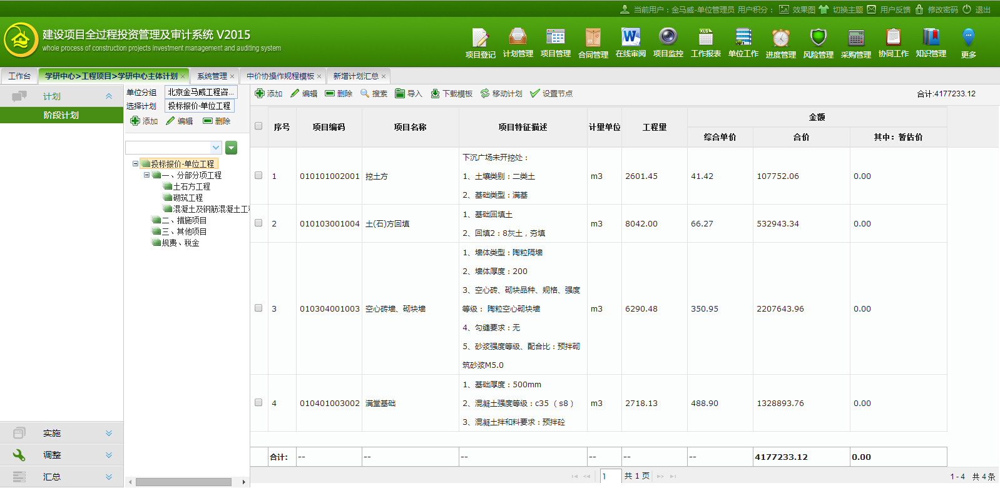 当前用户：金马威-单位管理员 用户积分： 效果图 切换主题 用户反馈 修改密码 退出
建设项目全过程投资管理及审计系统 V2015
whole process of construction projects investment management and auditing system
项目登记 计划管理 项目管理 合同管理 在线审阅 项目监控 工作报表 单位工作 进度管理 风险管理 采购管理 协同工作 知识管理 更多
工作台 学研中心>工程项目>学研中心主体计划 × 系统管理 × 中价协操作规程模板 × 新增计划汇总 ×
计划
阶段计划
实施
调整
汇总
单位分组 北京金马威工程咨...
选择计划 投标报价-单位工程
添加 编辑 删除
投标报价-单位工程
一、分部分项工程
土石方工程
砌筑工程
混凝土及钢筋混凝土工程
二、措施项目
三、其他项目
规费、税金
添加 编辑 删除 搜索 导入 下载模板 移动计划 设置节点 合计:4177233.12
序号 项目编码 项目名称 项目特征描述 计量单位 工程量 金额
综合单价 合价 其中：暂估价
下沉广场未开挖处：
1 010101002001 挖土方 1、土壤类别：二类土 m3 2601.45 41.42 107752.06 0.00
2、基础类型：满基
1、基础回填土
2 010103001004 土(石)方回填 m3 8042.00 66.27 532943.34 0.00
2、回填2：8灰土，夯填
1、墙体类型：陶粒隔墙
2、墙体厚度：200
3、空心砖、砌块品种、规格、强度
3 010304001003 空心砖墙、砌块墙 等级： 陶粒空心砌块墙 m3 6290.48 350.95 2207643.96 0.00
4、勾缝要求：无
5、砂浆强度等级、配合比：预拌砌
筑砂浆M5.0
1、基础厚度：500mm
4 010401003002 满堂基础 2、混凝土强度等级：c35 （ s8 ） m3 2718.13 488.90 1328893.76 0.00
3、混凝土拌和料要求：预拌砼
合计: -- -- -- -- -- -- 4177233.12 0.00
1 共 1 页 1 - 4 共 4 条